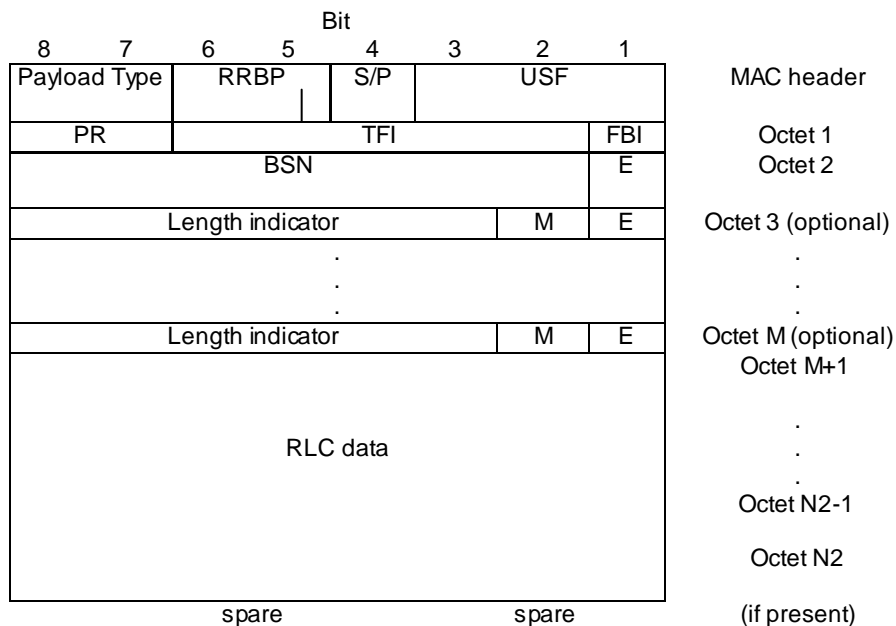 Bit
8 7 6 5 4 3 2 1
Payload Type RRBP S/P USF MAC header
PR TFI FBI Octet 1
BSN E Octet 2
Length indicator M E Octet 3 (optional)
. .
. .
. .
Length indicator M E Octet M (optional)
Octet M+1
.
RLC data .
.
Octet N2-1
Octet N2
spare spare (if present)